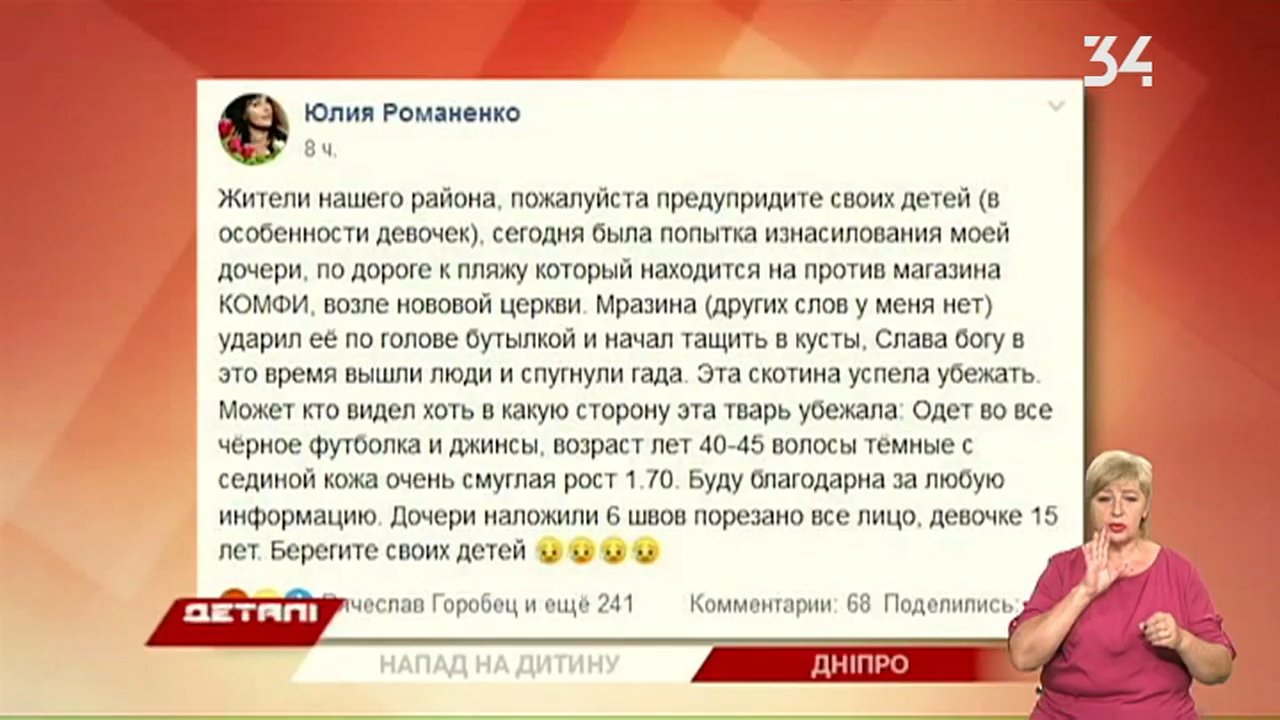 34
Юлия Романенко
8 ч.
Жители нашего района, пожалуйста предупридите своих детей (в
особенности девочек), сегодня была попытка изнасилования моей
дочери, по дороге к пляжу который находится на против магазина
КОМФИ, возле нововой церкви. Мразина (других слов у меня нет)
ударил её по голове бутылкой и начал тащить в кусты, Слава богу в
это время вышли люди и спугнули гада. Эта скотина успела убежать.
Может кто видел хоть в какую сторону эта тварь убежала: Одет во все
чёрное футболка и джинсы, возраст лет 40-45 волосы тёмные с
сединой кожа очень смуглая рост 1.70. Буду благодарна за любую
информацию. Дочери наложили 6 швов порезано все лицо, девочке 15
лет. Берегите своих детей 😥😥😥😥
Горобец и ещё 241 Комментарии: 68 Поделились:
ДЕТАЛІ
НАПАД НА ДИТИНУ ДНІПРО